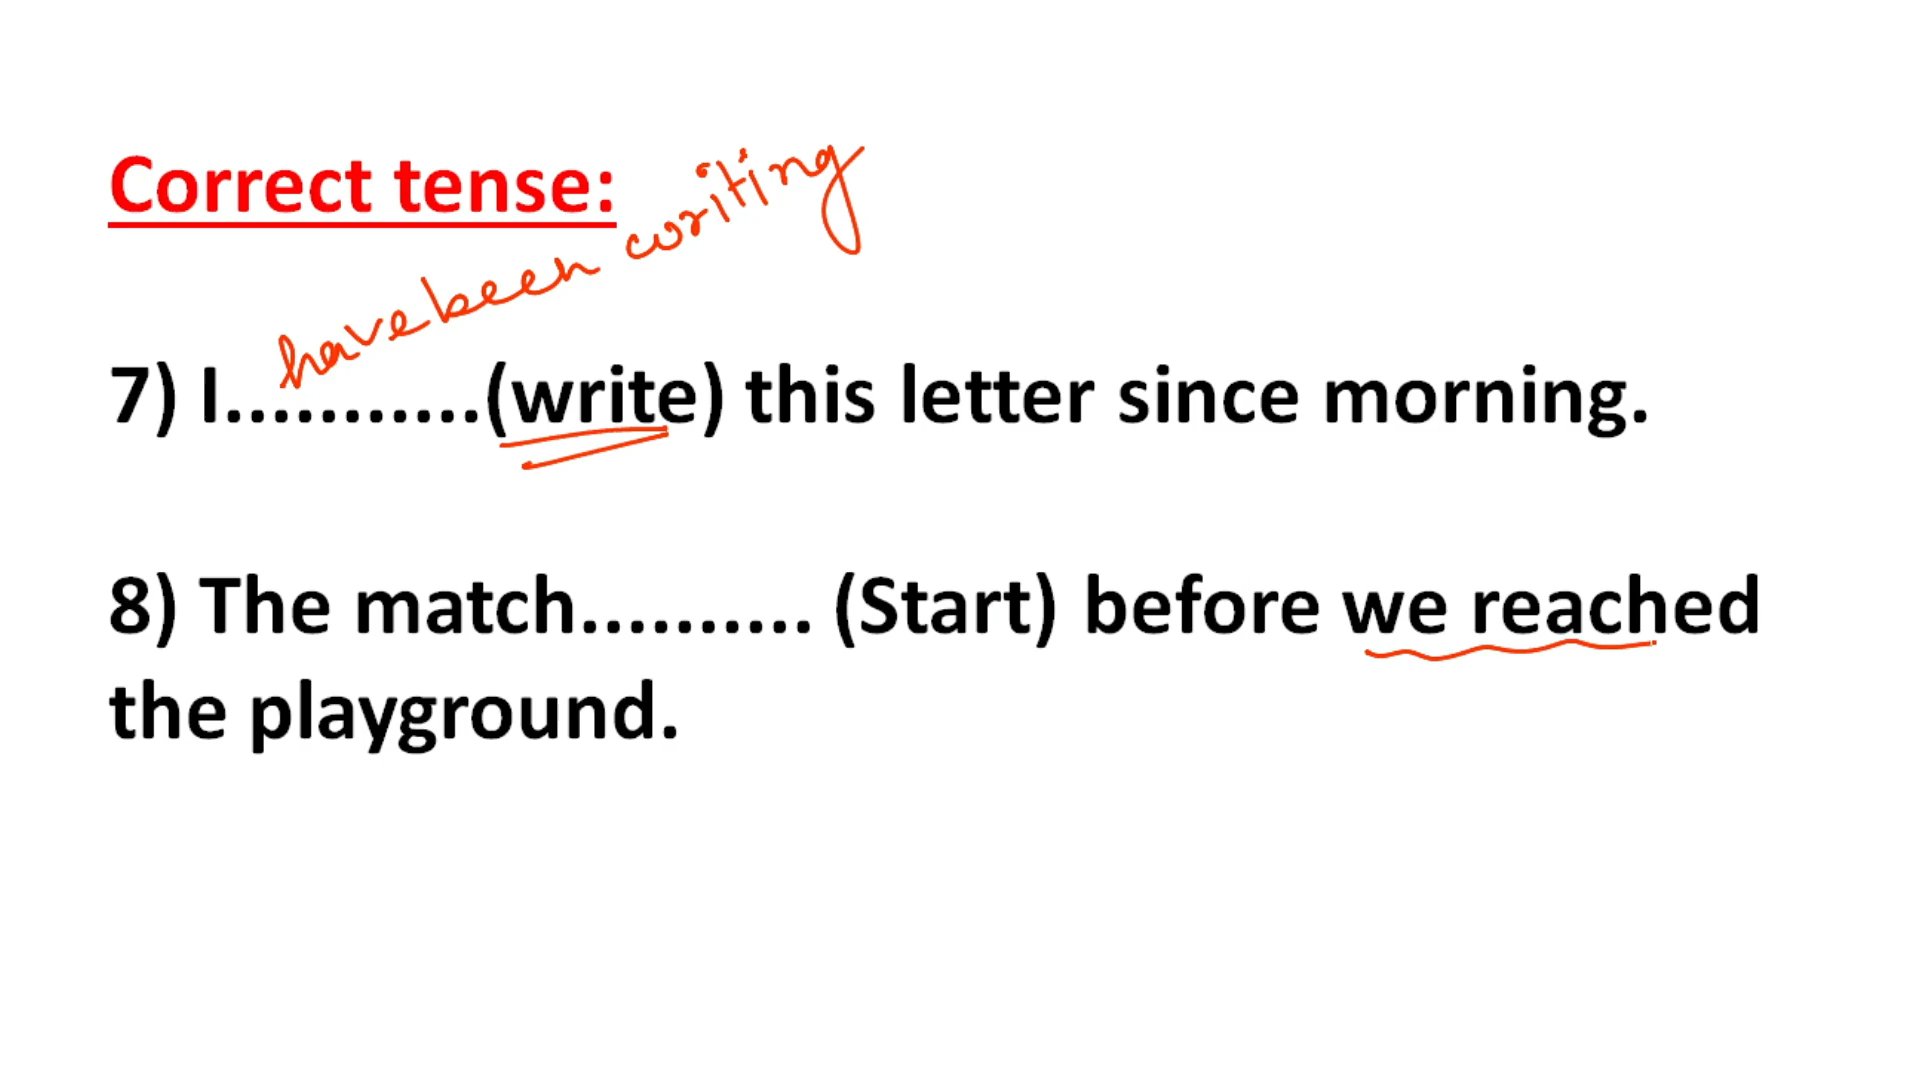 Correct tense:
have been writing
7) I...........(write) this letter since morning.
8) The match.......... (Start) before we reached
the playground.